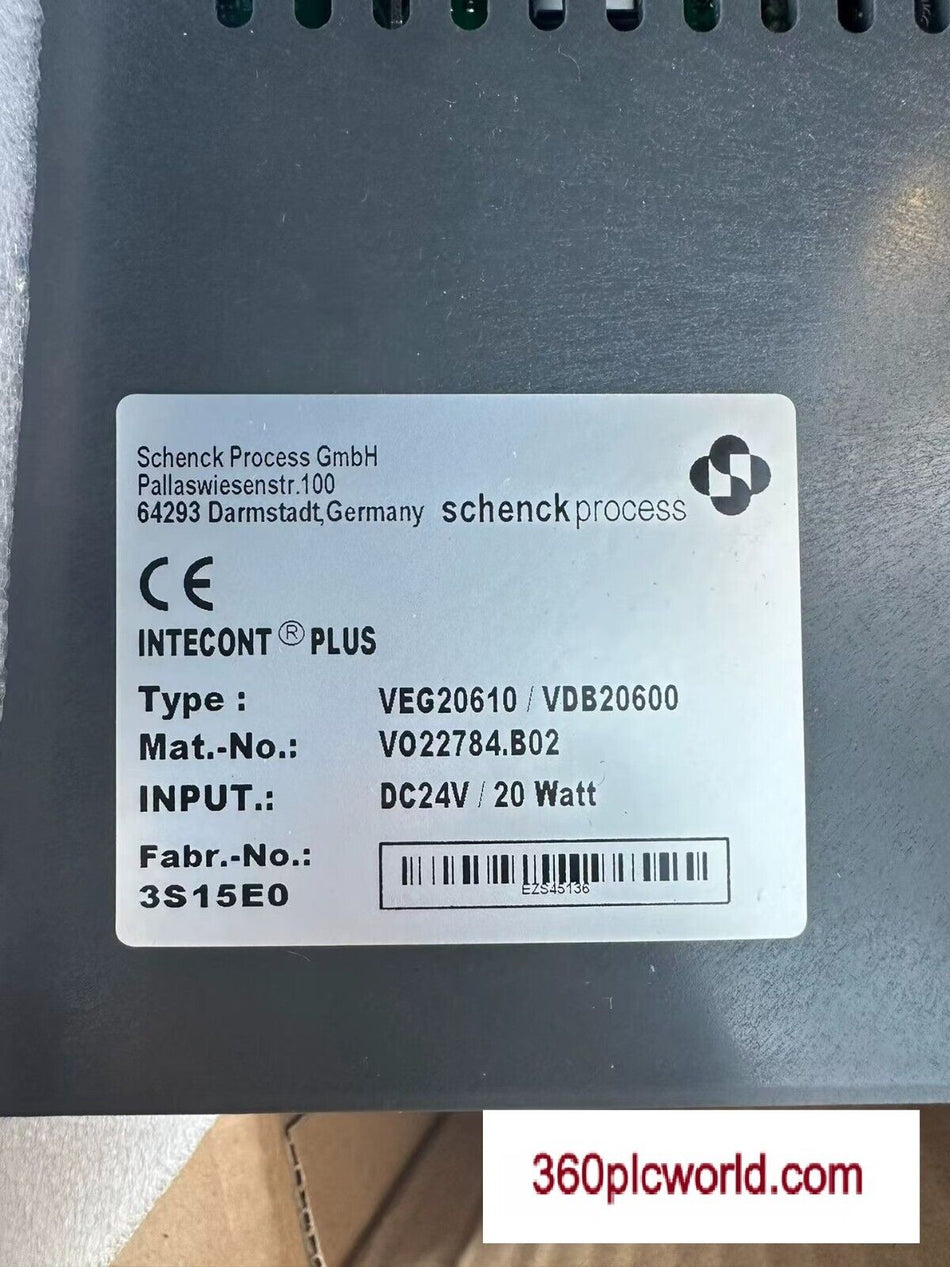 Schenck Process GmbH
Pallaswiesenstr.100
64293 Darmstadt,Germany
schenckprocess
CE
INTECONT ® PLUS
Type : VEG20610 / VDB20600
Mat.-No.: V022784.B02
INPUT.: DC24V / 20 Watt
Fabr.-No.:
3S15E0
EZS45136
360plcworld.com